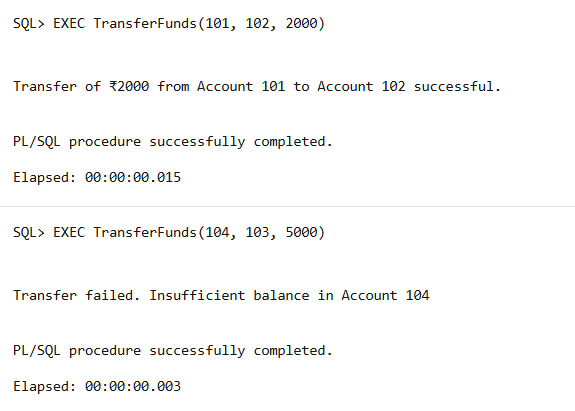 SQL> EXEC TransferFunds(101, 102, 2000)
Transfer of ₹2000 from Account 101 to Account 102 successful.
PL/SQL procedure successfully completed.
Elapsed: 00:00:00.015
SQL> EXEC TransferFunds(104, 103, 5000)
Transfer failed. Insufficient balance in Account 104
PL/SQL procedure successfully completed.
Elapsed: 00:00:00.003